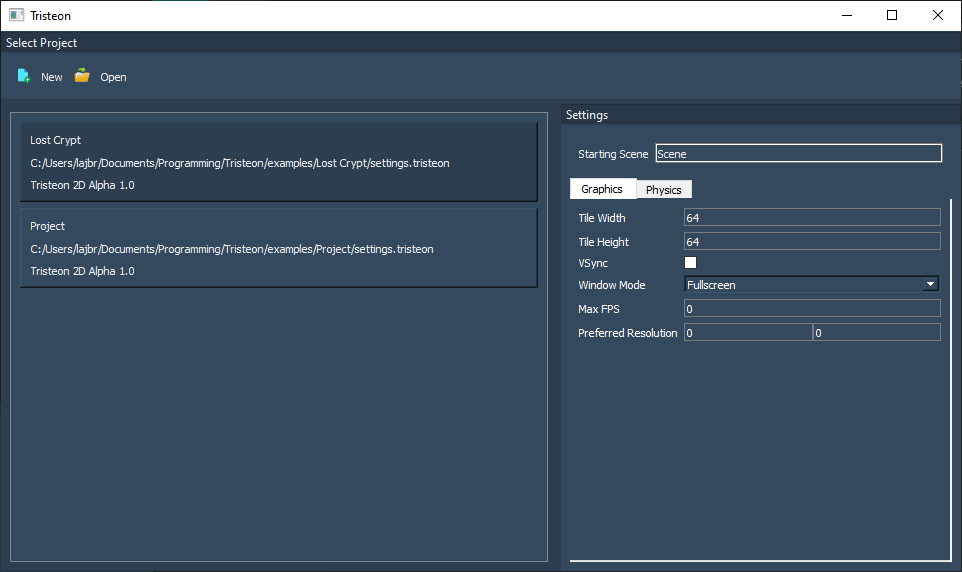 Tristeon
Select Project
New Open
Lost Crypt
C:/Users/lajbr/Documents/Programming/Tristeon/examples/Lost Crypt/settings.tristeon
Tristeon 2D Alpha 1.0
Project
C:/Users/lajbr/Documents/Programming/Tristeon/examples/Project/settings.tristeon
Tristeon 2D Alpha 1.0
Settings
Starting Scene Scene
Graphics Physics
Tile Width 64
Tile Height 64
VSync
Window Mode Fullscreen
Max FPS 0
Preferred Resolution 0 0